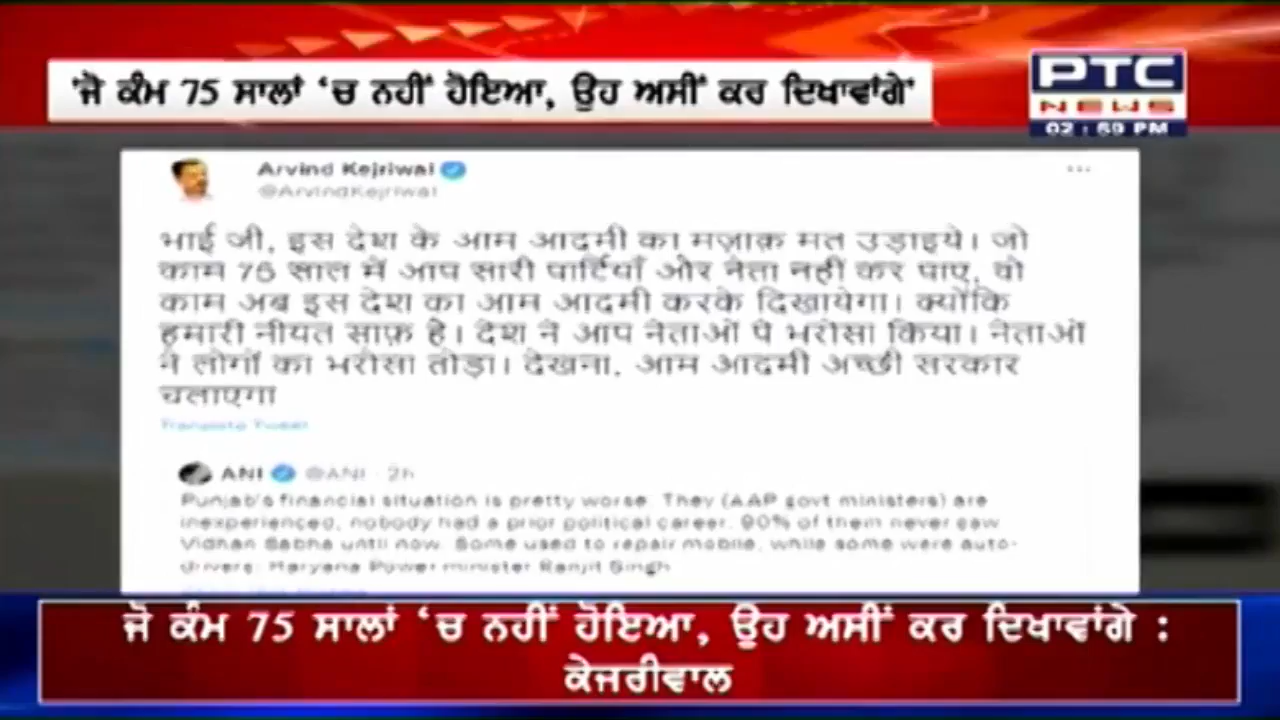 'ਜੋ ਕੰਮ 75 ਸਾਲਾਂ 'ਚ ਨਹੀਂ ਹੋਇਆ, ਉਹ ਅਸੀਂ ਕਰ ਦਿਖਾਵਾਂਗੇ'
PTC
NEWS
02:59 PM
Arvind Kejriwal
@ArvindKejriwal
भाई जी, इस देश के आम आदमी का मज़ाक़ मत उड़ाइये। जो
काम 75 साल में आप सारी पार्टियाँ और नेता नहीं कर पाए, वो
काम अब इस देश का आम आदमी करके दिखायेगा। क्योंकि
हमारी नीयत साफ़ है। देश ने आप नेताओं पे भरोसा किया। नेताओं
ने लोगों का भरोसा तोड़ा। देखना, आम आदमी अच्छी सरकार
चलाएगा
Translate Tweet
ANI @ANI · 2h
Punjab's financial situation is pretty worse. They (AAP govt ministers) are
inexperienced, nobody had a prior political career. 90% of them never saw
Vidhan Sabha until now. Some used to repair mobile, while some were auto-
drivers: Haryana Power minister Ranjit Singh
ਜੋ ਕੰਮ 75 ਸਾਲਾਂ 'ਚ ਨਹੀਂ ਹੋਇਆ, ਉਹ ਅਸੀਂ ਕਰ ਦਿਖਾਵਾਂਗੇ :
ਕੇਜਰੀਵਾਲ